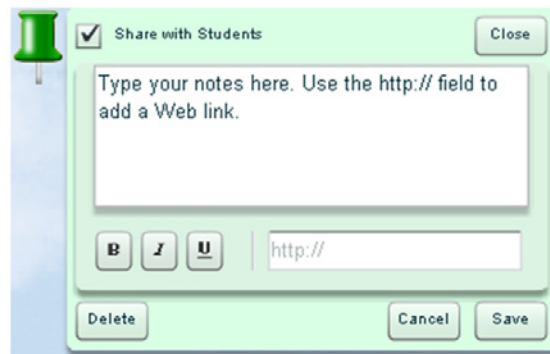 Share with Students
Close
Type your notes here. Use the http:// field to
add a Web link.
B I U
http://
Delete
Cancel
Save